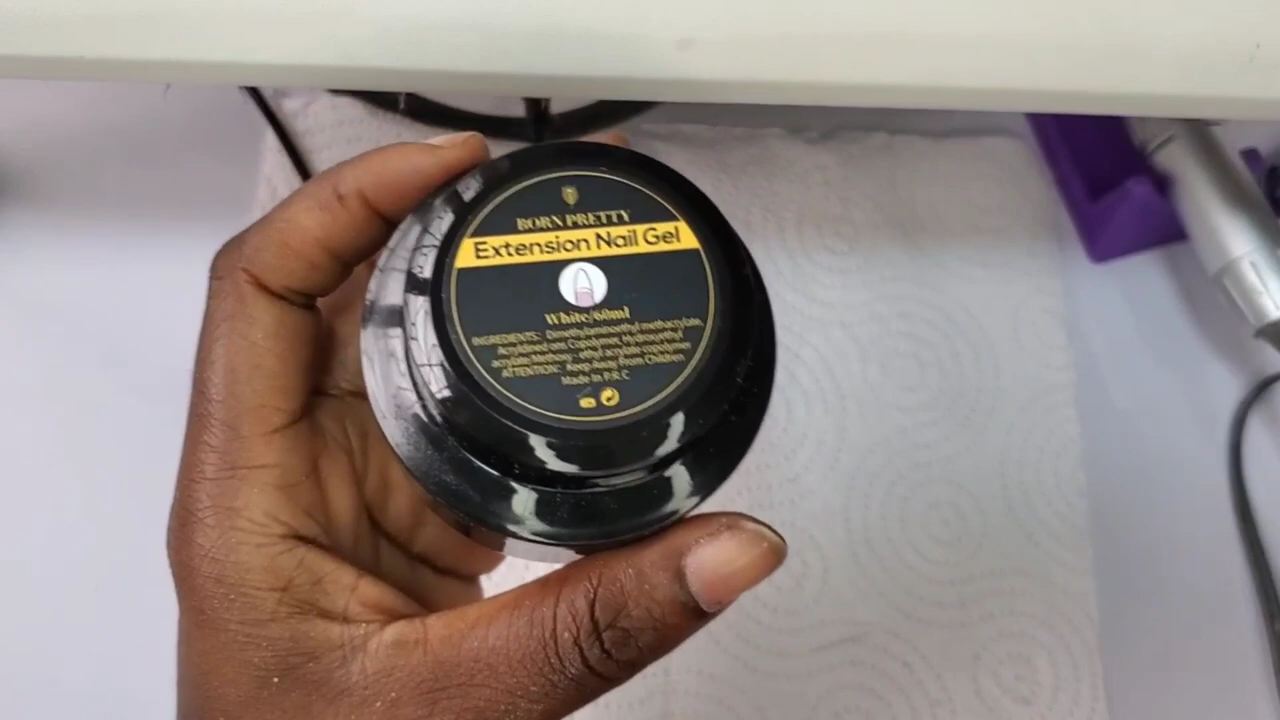 BORN PRETTY
Extension Nail Gel
White/60ml
INGREDIENTS: Dimethylaminoethyl methacrylate,
Acrylates Copolymer, Hydroxyethyl
acrylate/Methoxy - ethyl acrylate copolymer
ATTENTION: Keep Away From Children
Made In P.R.C